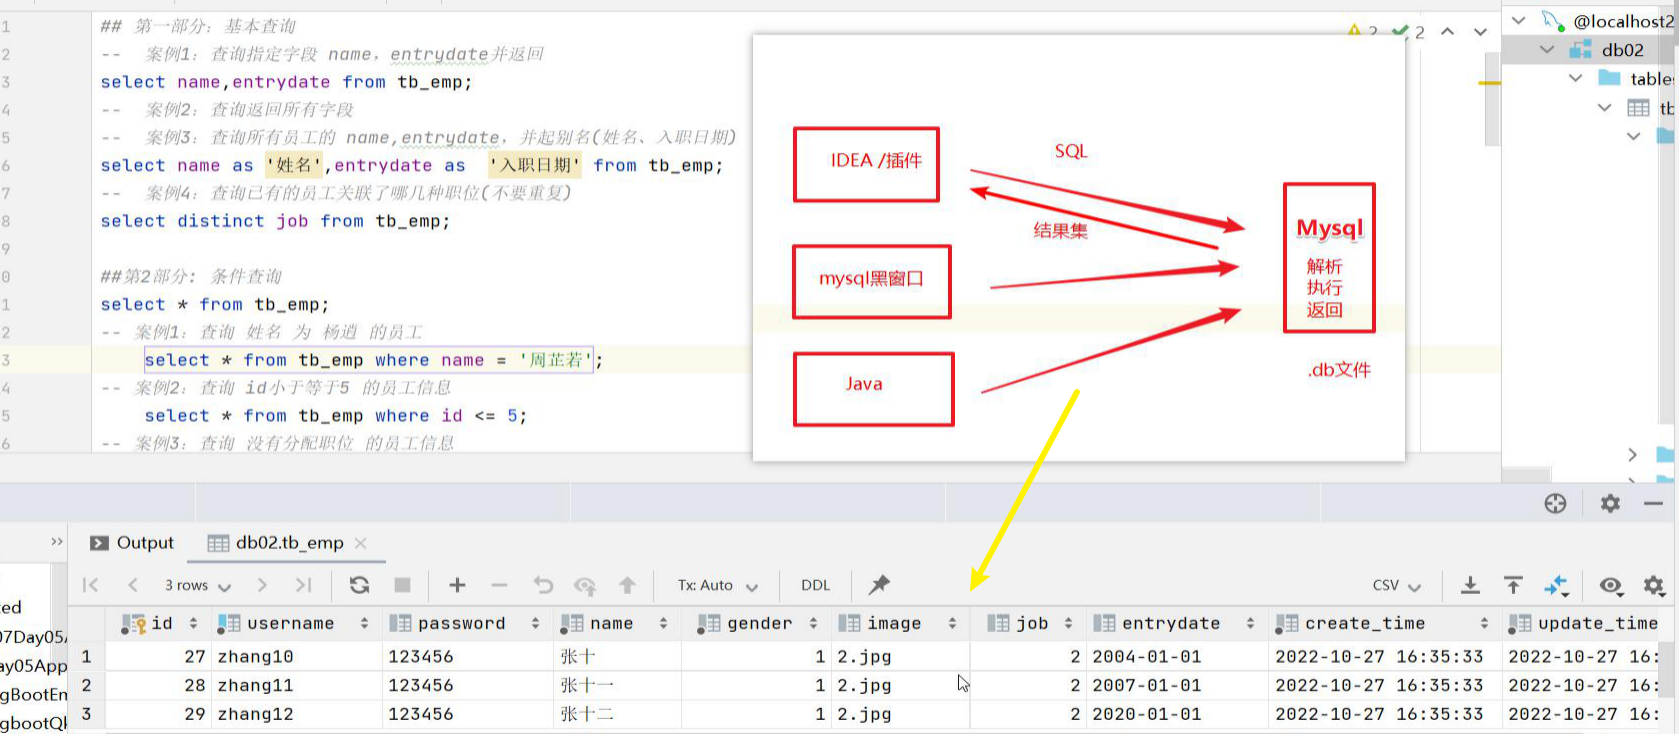 1 ## 第一部分：基本查询
2 -- 案例1：查询指定字段 name，entrydate并返回
3 select name,entrydate from tb_emp;
4 -- 案例2：查询返回所有字段
5 -- 案例3：查询所有员工的 name,entrydate，并起别名(姓名、入职日期)
6 select name as '姓名',entrydate as '入职日期' from tb_emp;
7 -- 案例4：查询已有的员工关联了哪几种职位(不要重复)
8 select distinct job from tb_emp;
9
0 ##第2部分: 条件查询
1 select * from tb_emp;
2 -- 案例1：查询 姓名 为 杨逍 的员工
3 select * from tb_emp where name = '周芷若';
4 -- 案例2：查询 id小于等于5 的员工信息
5 select * from tb_emp where id <= 5;
6 -- 案例3：查询 没有分配职位 的员工信息
2 2
IDEA /插件
SQL
结果集
mysql黑窗口
Java
Mysql
解析
执行
返回
.db文件
@localhost2
db02
table
tb
Output db02.tb_emp
3 rows Tx: Auto DDL CSV
id username password name gender image job entrydate create_time update_time
1 27 zhang10 123456 张十 1 2.jpg 2 2004-01-01 2022-10-27 16:35:33 2022-10-27 16:
2 28 zhang11 123456 张十一 1 2.jpg 2 2007-01-01 2022-10-27 16:35:33 2022-10-27 16:
3 29 zhang12 123456 张十二 1 2.jpg 2 2020-01-01 2022-10-27 16:35:33 2022-10-27 16:
ted
07Day05
ay05App
gBootEn
gbootQ